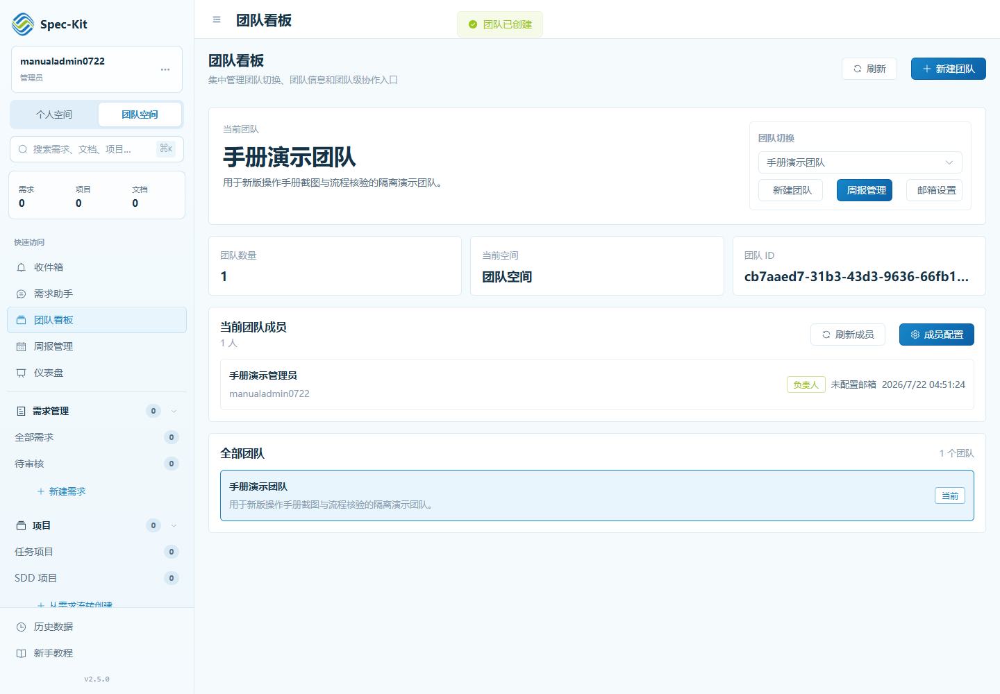 Spec-Kit
manualadmin0722
管理员
个人空间
团队空间
搜索需求、文档、项目...
⌘K
需求
项目
文档
0
0
0
快速访问
收件箱
需求助手
团队看板
周报管理
仪表盘
需求管理
0
全部需求
0
待审核
0
+ 新建需求
项目
0
任务项目
0
SDD 项目
0
+ 从需求流转创建
历史数据
新手教程
v2.5.0
团队看板
团队已创建
团队看板
集中管理团队切换、团队信息和团队级协作入口
刷新
+ 新建团队
当前团队
手册演示团队
用于新版操作手册截图与流程核验的隔离演示团队。
团队切换
手册演示团队
新建团队
周报管理
邮箱设置
团队数量
1
当前空间
团队空间
团队 ID
cb7aaed7-31b3-43d3-9636-66fb1...
当前团队成员
1 人
刷新成员
成员配置
手册演示管理员
manualadmin0722
负责人
未配置邮箱
2026/7/22 04:51:24
全部团队
1 个团队
手册演示团队
用于新版操作手册截图与流程核验的隔离演示团队。
当前